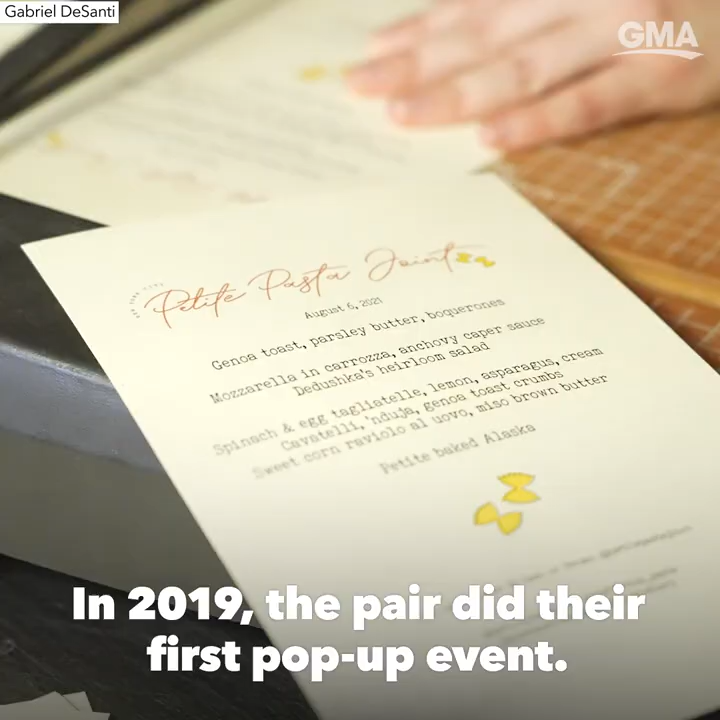 Gabriel DeSanti
GMA
Petite Pasta Joint
August 6, 2021
Genoa toast, parsley butter, boquerones
Mozzarella in carrozza, anchovy caper sauce
Dedushka's heirloom salad
Spinach & egg tagliatelle, lemon, asparagus, cream
Cavatelli, 'nduja, genoa toast crumbs
Sweet corn raviolo al uovo, miso brown butter
Petite baked Alaska
In 2019, the pair did their
first pop-up event.